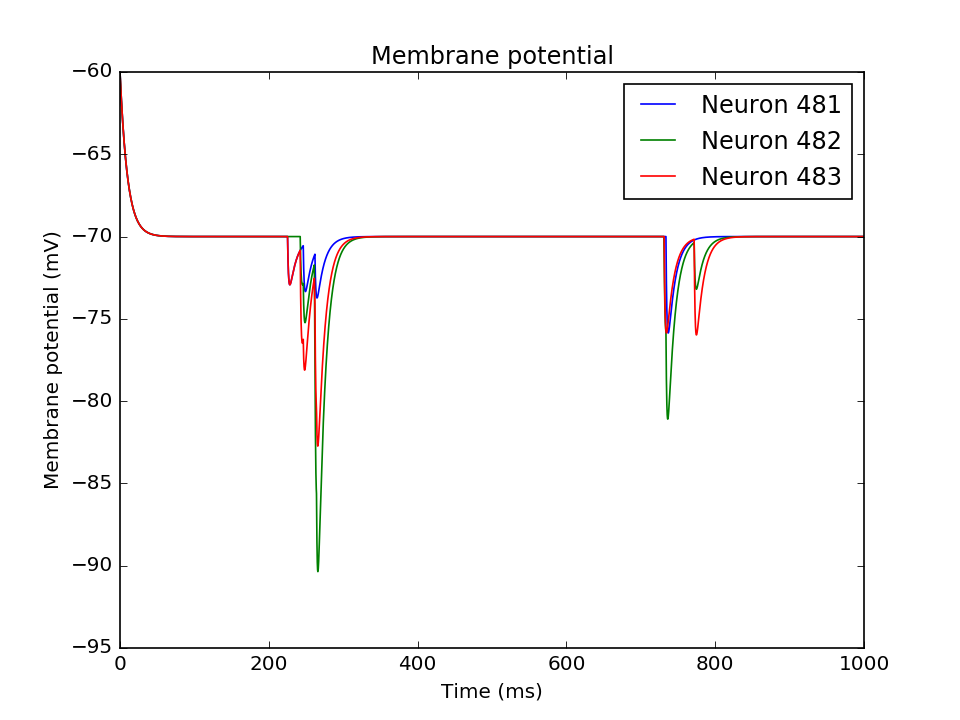 Membrane potential
Neuron 481
Neuron 482
Neuron 483
Membrane potential (mV)
−60
−65
−70
−75
−80
−85
−90
−95
0 200 400 600 800 1000
Time (ms)